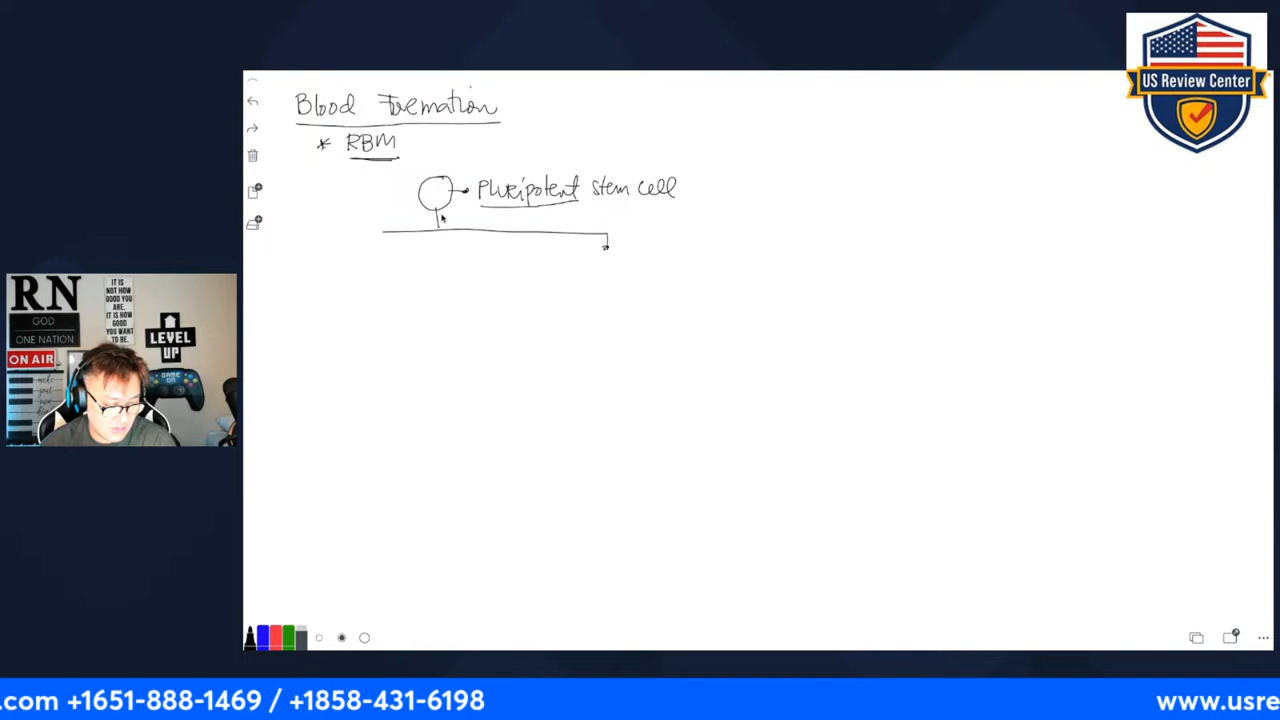 US Review Center
Blood Formation
* RBM
Pluripotent stem cell
RN
GOD
ONE NATION
ON AIR
IT IS
NOT HOW
GOOD YOU
ARE,
IT IS HOW
GOOD
YOU WANT
TO BE.
LEVEL
UP
GAME
ON
.com +1651-888-1469 / +1858-431-6198
www.usre